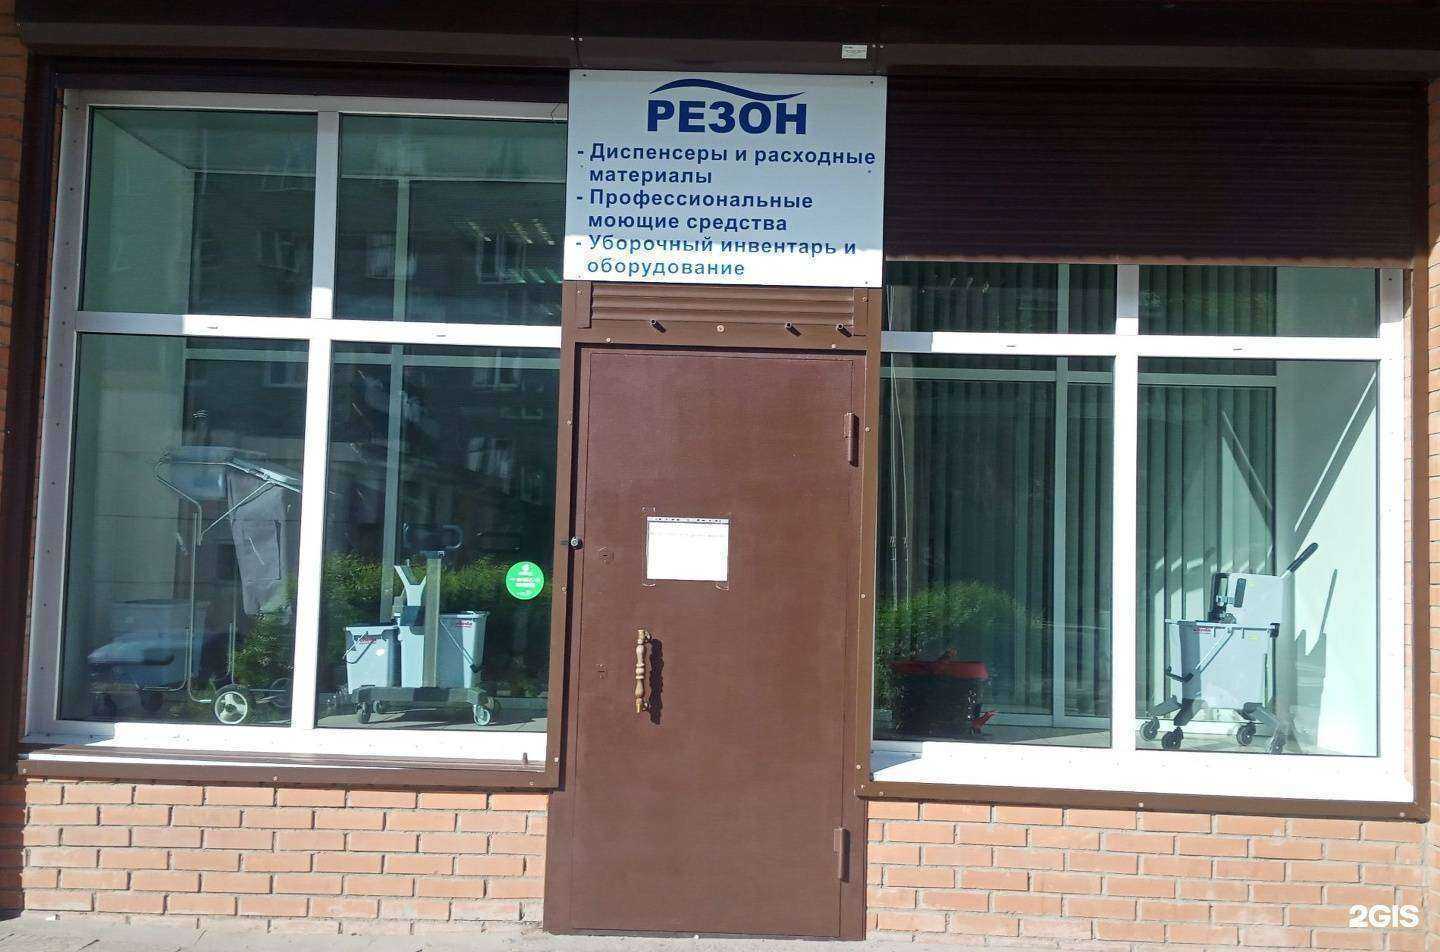 РЕЗОН
- Диспенсеры и расходные
материалы
- Профессиональные
моющие средства
- Уборочный инвентарь и
оборудование
2GIS